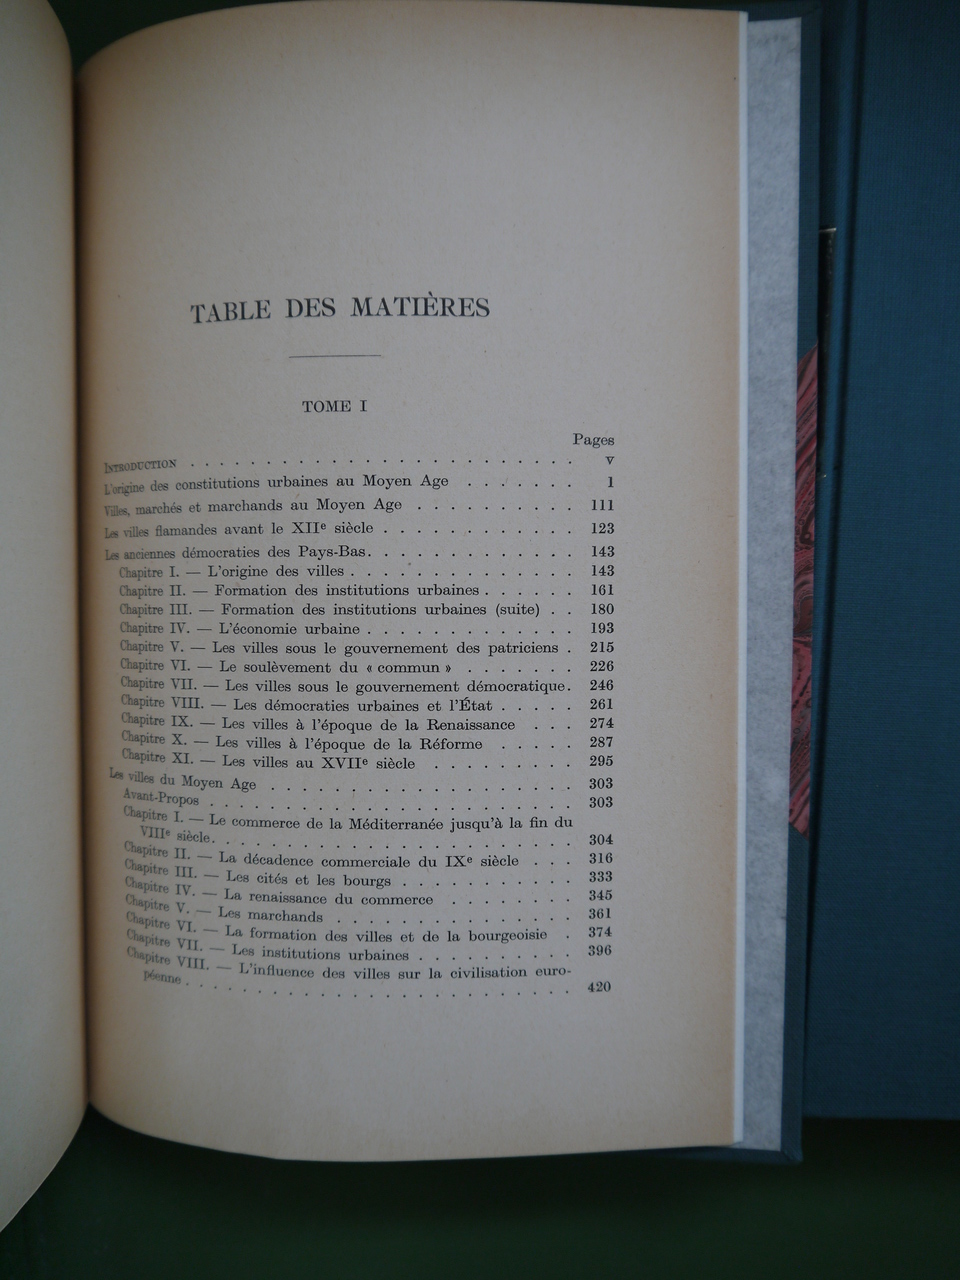 TABLE DES MATIÈRES
TOME I
Pages
INTRODUCTION . . . . . . . . . . . . . . . . . . . . . . . . V
L'origine des constitutions urbaines au Moyen Age . . . . . . . 1
Villes, marchés et marchands au Moyen Age . . . . . . . . . . 111
Les villes flamandes avant le XIIe siècle . . . . . . . . . . . . 123
Les anciennes démocraties des Pays-Bas . . . . . . . . . . . . . 143
Chapitre I. — L'origine des villes . . . . . . . . . . . . . . 143
Chapitre II. — Formation des institutions urbaines . . . . . . 161
Chapitre III. — Formation des institutions urbaines (suite) . . 180
Chapitre IV. — L'économie urbaine . . . . . . . . . . . . . 193
Chapitre V. — Les villes sous le gouvernement des patriciens . 215
Chapitre VI. — Le soulèvement du « commun » . . . . . . . 226
Chapitre VII. — Les villes sous le gouvernement démocratique . 246
Chapitre VIII. — Les démocraties urbaines et l'État . . . . . 261
Chapitre IX. — Les villes à l'époque de la Renaissance . . . 274
Chapitre X. — Les villes à l'époque de la Réforme . . . . . 287
Chapitre XI. — Les villes au XVIIe siècle . . . . . . . . . 295
Les villes du Moyen Age . . . . . . . . . . . . . . . . . . . 303
Avant-Propos . . . . . . . . . . . . . . . . . . . . . . . 303
Chapitre I. — Le commerce de la Méditerranée jusqu'à la fin du
VIIIe siècle . . . . . . . . . . . . . . . . . . . . . . . 304
Chapitre II. — La décadence commerciale du IXe siècle . . . 316
Chapitre III. — Les cités et les bourgs . . . . . . . . . . . 333
Chapitre IV. — La renaissance du commerce . . . . . . . . 345
Chapitre V. — Les marchands . . . . . . . . . . . . . . . 361
Chapitre VI. — La formation des villes et de la bourgeoisie . 374
Chapitre VII. — Les institutions urbaines . . . . . . . . . . 396
Chapitre VIII. — L'influence des villes sur la civilisation euro-
péenne . . . . . . . . . . . . . . . . . . . . . . . . 420